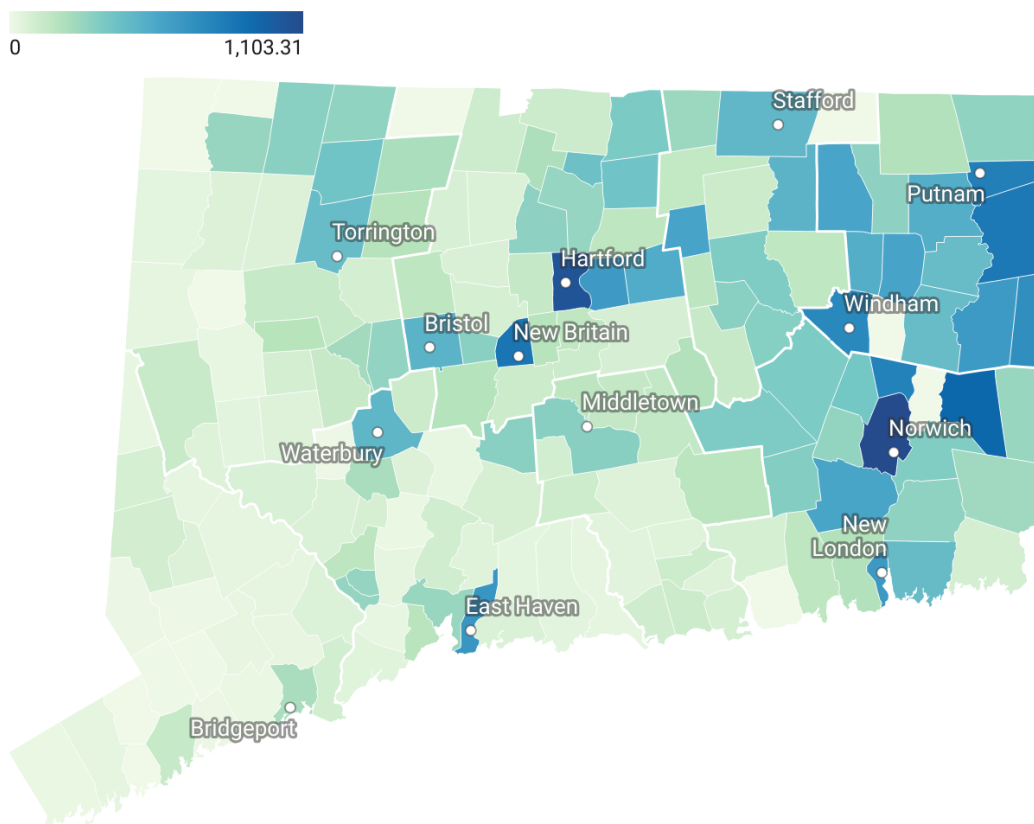 0 1,103.31
Stafford
Putnam
Torrington
Hartford
Windham
Bristol
New Britain
Middletown
Norwich
Waterbury
New
London
East Haven
Bridgeport